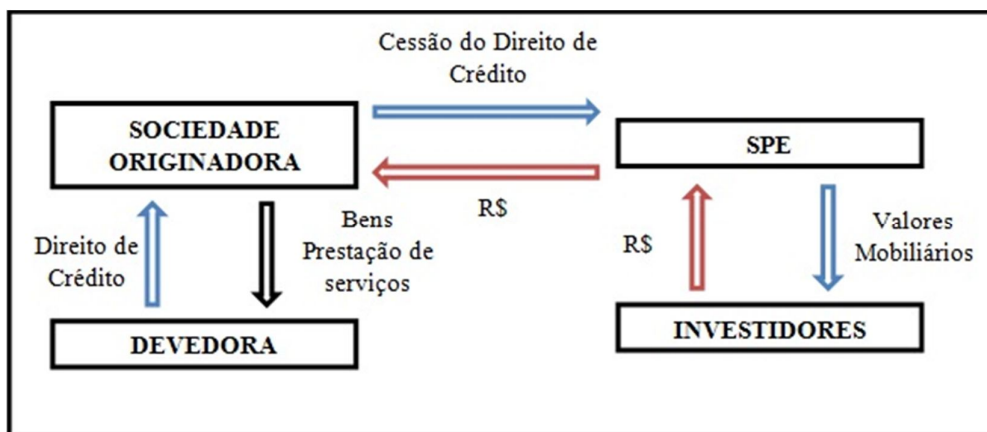 Cessão do Direito de
Crédito
SOCIEDADE
ORIGINADORA
SPE
R$
Direito de
Crédito
Bens
Prestação de
serviços
R$
Valores
Mobiliários
DEVEDORA
INVESTIDORES